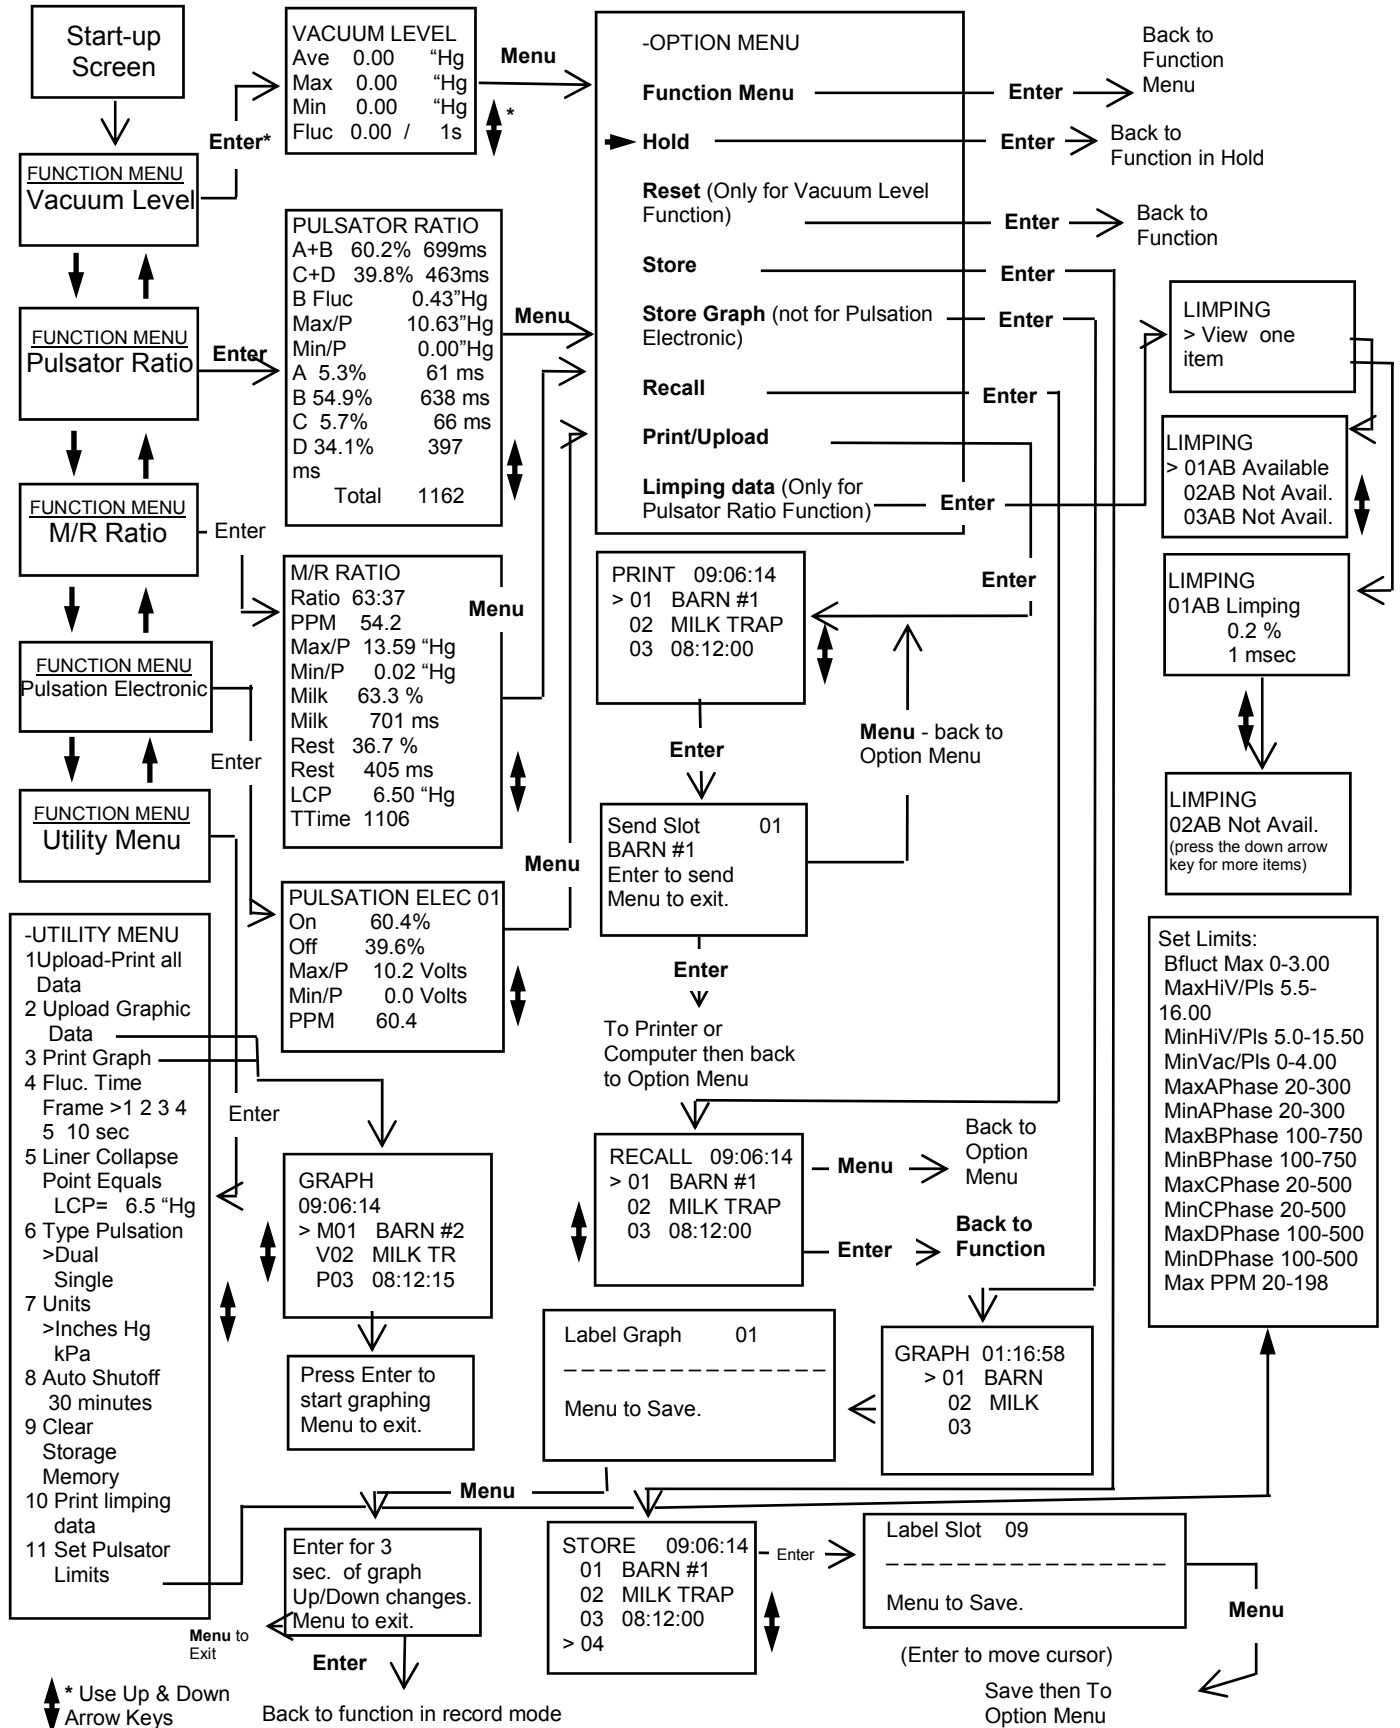 Start-up
Screen
FUNCTION MENU
Vacuum Level
FUNCTION MENU
Pulsator Ratio
FUNCTION MENU
M/R Ratio
FUNCTION MENU
Pulsation Electronic
FUNCTION MENU
Utility Menu
Enter*
Enter
Enter
Enter
Enter
VACUUM LEVEL
Ave 0.00 “Hg
Max 0.00 “Hg
Min 0.00 “Hg
Fluc 0.00 / 1s
*
Menu
PULSATOR RATIO
A+B 60.2% 699ms
C+D 39.8% 463ms
B Fluc 0.43”Hg
Max/P 10.63”Hg
Min/P 0.00”Hg
A 5.3% 61 ms
B 54.9% 638 ms
C 5.7% 66 ms
D 34.1% 397
ms
Total 1162
Menu
M/R RATIO
Ratio 63:37
PPM 54.2
Max/P 13.59 “Hg
Min/P 0.02 “Hg
Milk 63.3 %
Milk 701 ms
Rest 36.7 %
Rest 405 ms
LCP 6.50 “Hg
TTime 1106
Menu
PULSATION ELEC 01
On 60.4%
Off 39.6%
Max/P 10.2 Volts
Min/P 0.0 Volts
PPM 60.4
Menu
-OPTION MENU
Function Menu
Enter
Back to
Function
Menu
Hold
Enter
Back to
Function in Hold
Reset (Only for Vacuum Level
Function)
Enter
Back to
Function
Store
Enter
Store Graph (not for Pulsation
Electronic)
Enter
Recall
Enter
Print/Upload
Enter
Limping data (Only for
Pulsator Ratio Function)
Enter
LIMPING
> View one
item
LIMPING
> 01AB Available
02AB Not Avail.
03AB Not Avail.
LIMPING
01AB Limping
0.2 %
1 msec
LIMPING
02AB Not Avail.
(press the down arrow
key for more items)
PRINT 09:06:14
> 01 BARN #1
02 MILK TRAP
03 08:12:00
Enter
Menu - back to
Option Menu
Send Slot 01
BARN #1
Enter to send
Menu to exit.
Enter
To Printer or
Computer then back
to Option Menu
-UTILITY MENU
1Upload-Print all
Data
2 Upload Graphic
Data
3 Print Graph
4 Fluc. Time
Frame >1 2 3 4
5 10 sec
5 Liner Collapse
Point Equals
LCP= 6.5 “Hg
6 Type Pulsation
>Dual
Single
7 Units
>Inches Hg
kPa
8 Auto Shutoff
30 minutes
9 Clear
Storage
Memory
10 Print limping
data
11 Set Pulsator
Limits
GRAPH
09:06:14
> M01 BARN #2
V02 MILK TR
P03 08:12:15
Press Enter to
start graphing
Menu to exit.
RECALL 09:06:14
> 01 BARN #1
02 MILK TRAP
03 08:12:00
Menu
Back to
Option
Menu
Enter
Back to
Function
Set Limits:
Bfluct Max 0-3.00
MaxHiV/Pls 5.5-
16.00
MinHiV/Pls 5.0-15.50
MinVac/Pls 0-4.00
MaxAPhase 20-300
MinAPhase 20-300
MaxBPhase 100-750
MinBPhase 100-750
MaxCPhase 20-500
MinCPhase 20-500
MaxDPhase 100-500
MinDPhase 100-500
Max PPM 20-198
Label Graph 01
_ _ _ _ _ _ _ _ _ _ _ _ _ _
Menu to Save.
GRAPH 01:16:58
> 01 BARN
02 MILK
03
Menu
Enter for 3
sec. of graph
Up/Down changes.
Menu to exit.
Menu to
Exit
Enter
Back to function in record mode
STORE 09:06:14
01 BARN #1
02 MILK TRAP
03 08:12:00
> 04
Enter
Label Slot 09
_ _ _ _ _ _ _ _ _ _ _ _ _ _ _
Menu to Save.
(Enter to move cursor)
Menu
Save then To
Option Menu
* Use Up & Down
Arrow Keys